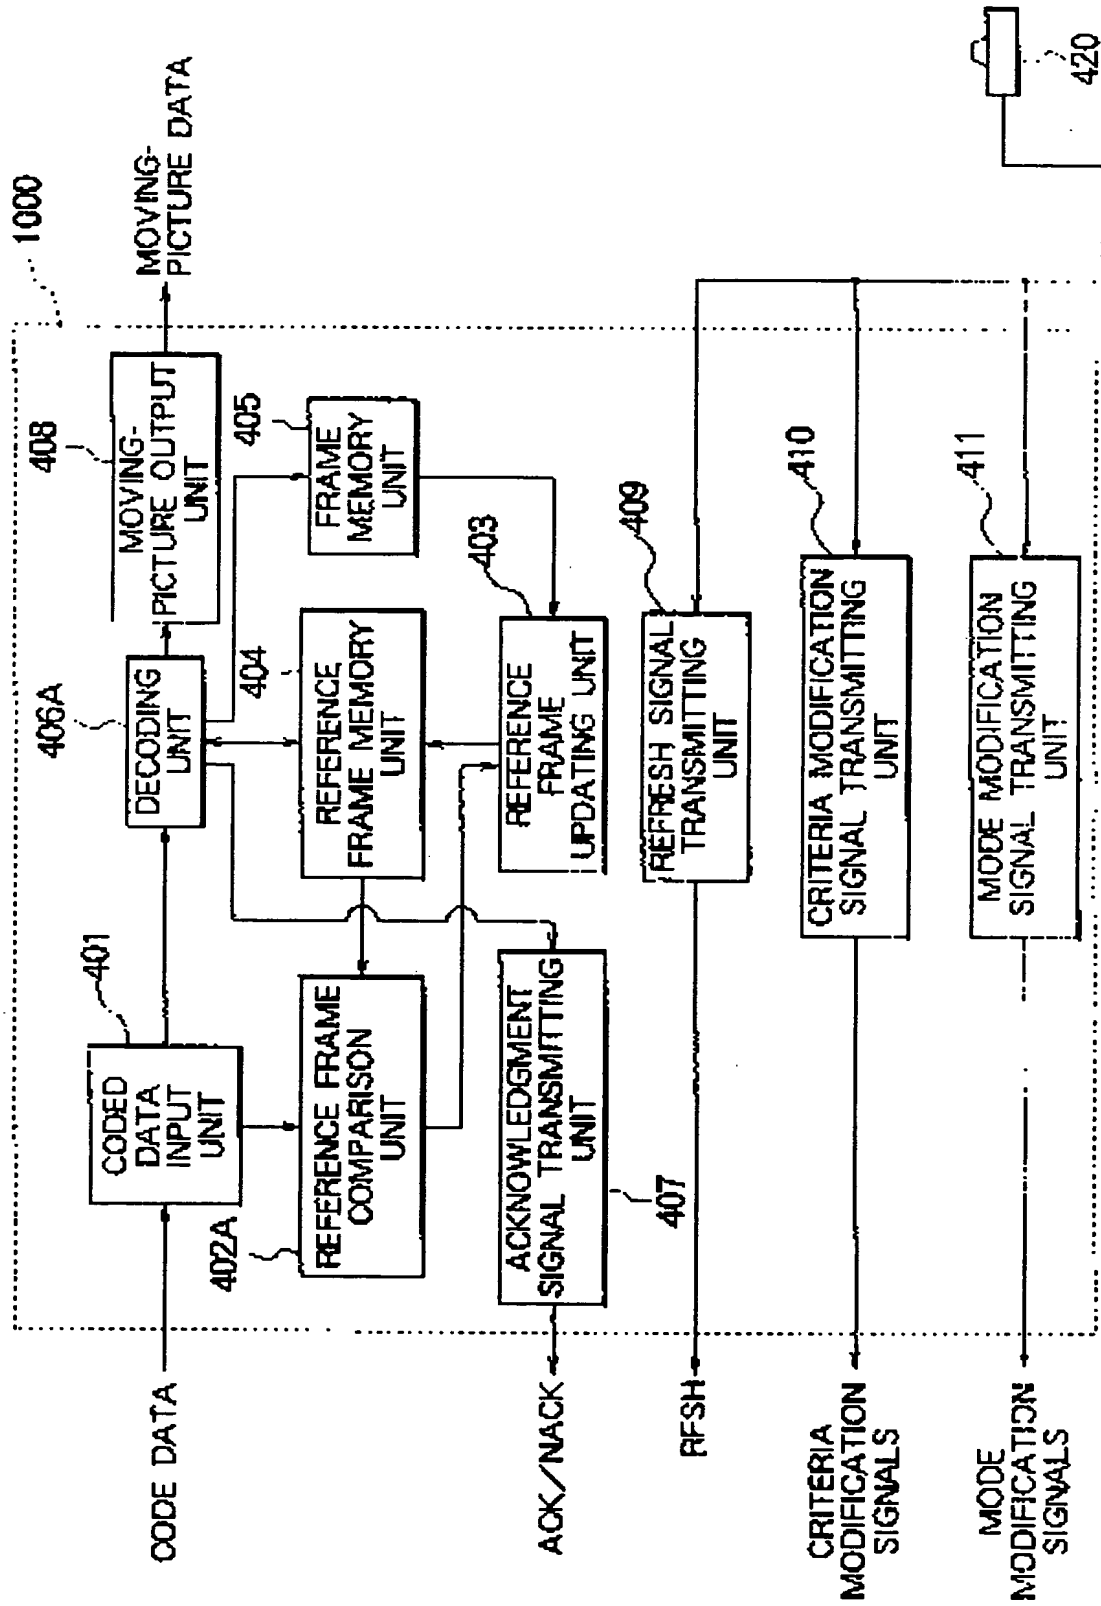 1000
CODE DATA
CODED
DATA
INPUT
UNIT
401
DECODING
UNIT
406A
MOVING-
PICTURE OUTPUT
UNIT
408
MOVING-
PICTURE DATA
402A
REFERENCE FRAME
COMPARISON
UNIT
REFERENCE
FRAME MEMORY
UNIT
404
FRAME
MEMORY
UNIT
405
ACKNOWLEDGMENT
SIGNAL TRANSMITTING
UNIT
407
REFERENCE
FRAME
UPDATING UNIT
403
ACK/NACK
REFRESH SIGNAL
TRANSMITTING
UNIT
409
RFSH
CRITERIA MODIFICATION
SIGNAL TRANSMITTING
UNIT
410
CRITERIA
MODIFICATION
SIGNALS
MODE MODIFICATION
SIGNAL TRANSMITTING
UNIT
411
MODE
MODIFICATION
SIGNALS
420